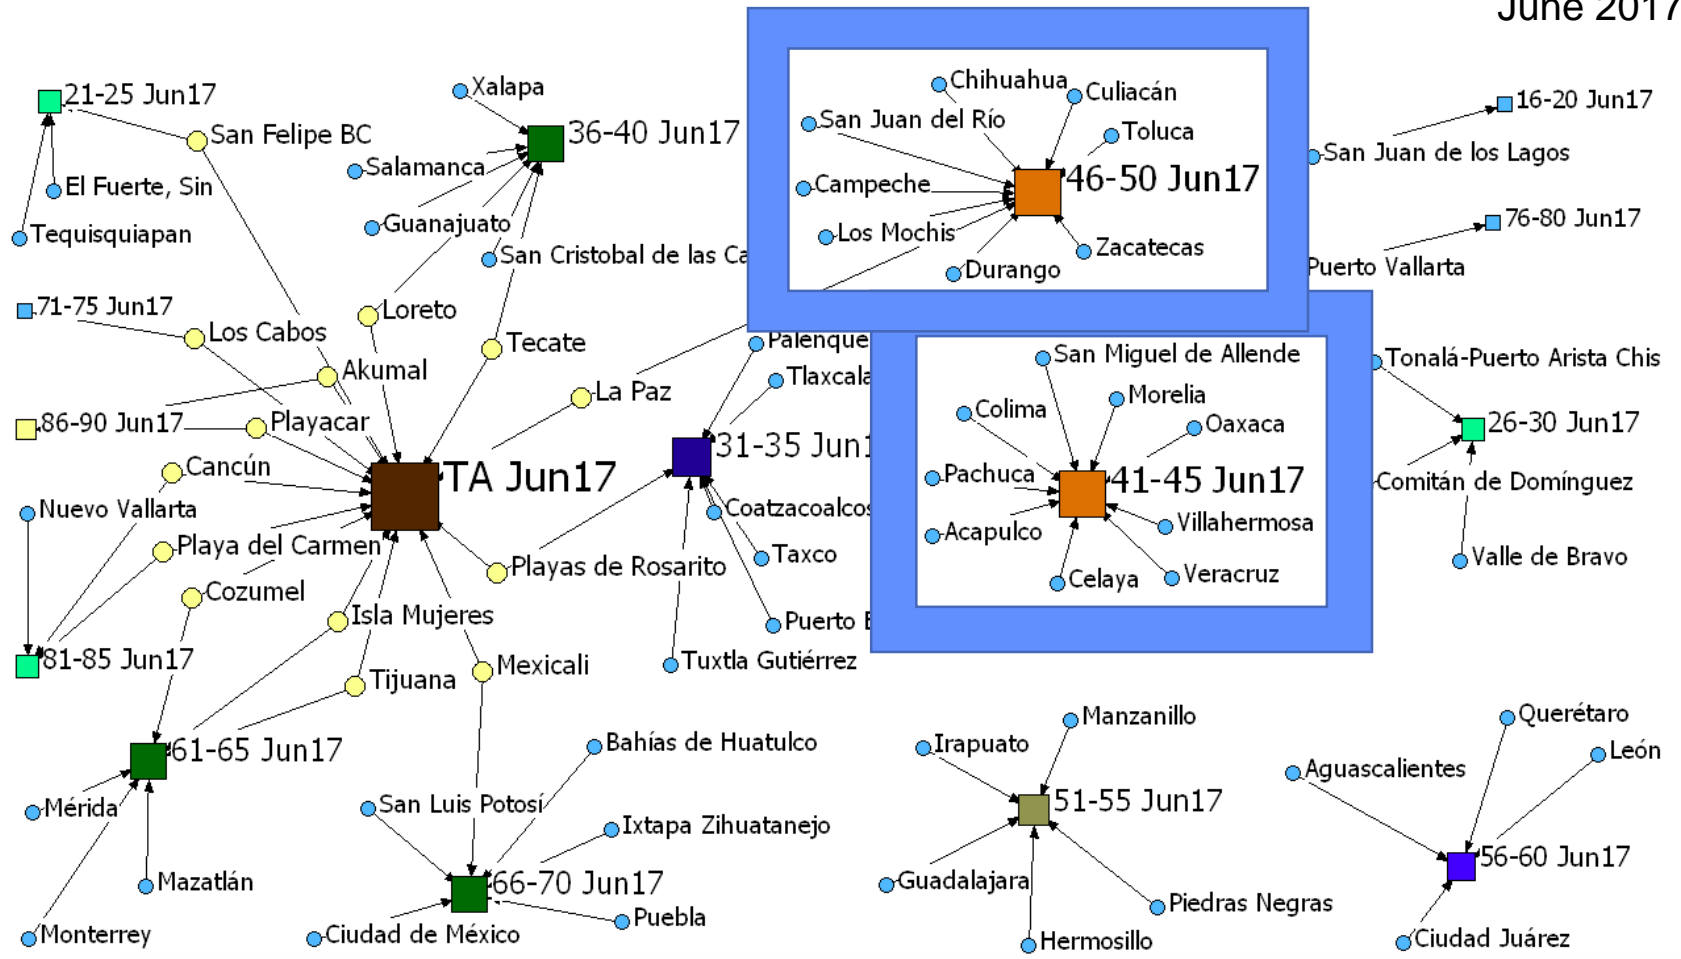 June 2017
21-25 Jun17
San Felipe BC
El Fuerte, Sin
Tequisquiapan
Xalapa
36-40 Jun17
Salamanca
Guanajuato
San Cristobal de las Ca
Chihuahua
Culiacán
San Juan del Río
Toluca
46-50 Jun17
Campeche
Los Mochis
Zacatecas
Durango
16-20 Jun17
San Juan de los Lagos
76-80 Jun17
Puerto Vallarta
71-75 Jun17
Los Cabos
Loreto
Tecate
Akumal
La Paz
86-90 Jun17
Playacar
Cancún
TA Jun17
Nuevo Vallarta
Playa del Carmen
Cozumel
Playas de Rosarito
Isla Mujeres
81-85 Jun17
Tijuana
Mexicali
Palenque
Tlaxcala
31-35 Jun1
Coatzacoalcos
Taxco
Puerto E
Tuxtla Gutiérrez
San Miguel de Allende
Morelia
Colima
Oaxaca
Pachuca
41-45 Jun17
Acapulco
Villahermosa
Celaya
Veracruz
Tonalá-Puerto Arista Chis
26-30 Jun17
Comitán de Domínguez
Valle de Bravo
61-65 Jun17
Mérida
Mazatlán
Monterrey
Bahías de Huatulco
San Luis Potosí
Ixtapa Zihuatanejo
66-70 Jun17
Puebla
Ciudad de México
Manzanillo
Irapuato
51-55 Jun17
Guadalajara
Piedras Negras
Hermosillo
Querétaro
León
Aguascalientes
56-60 Jun17
Ciudad Juárez